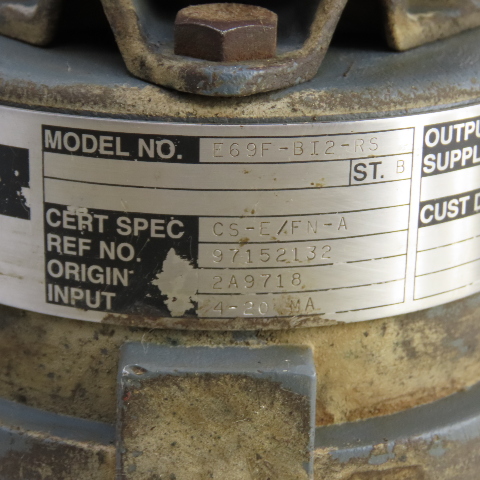 MODEL NO. E69F-BI2-RS
ST. B
CERT SPEC CS-E/FN-A
REF NO. 97152132
ORIGIN 2A9718
INPUT 4-20 MA
OUTPU
SUPPL
CUST D